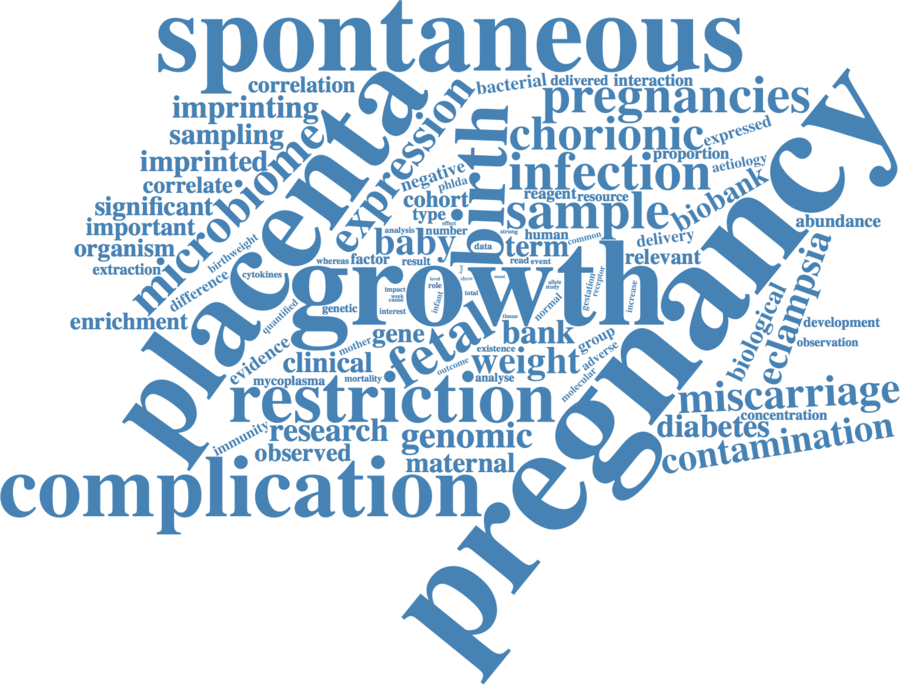 spontaneous
correlation
bacterial
delivered
interaction
imprinting
placenta
expression
pregnancies
sampling
microbiome
birth
chorionic
expressed
imprinted
negative
infection
proportion
aetiology
correlate
phlda
cohort
reagent
resource
biobank
significant
type
sample
important
analysis
effect
number
strong
human
delivery
abundance
organism
birthweight
baby
data
term
common
relevant
extraction
whereas
factor
result
read
event
difference
cytokines
growth
level
role
lead
show
onset
allele
study
gestation
receptor
impact
week
cause
infant
total
normal
increase
pregnancy
eclampsia
enrichment
quantified
genetic
interest
tissue
biological
development
evidence
mother
gene
fetal
bank
group
observation
clinical
existence
outcome
weight
adverse
mycoplasma
mortality
analyse
molecular
restriction
miscarriage
concentration
immunity
research
genomic
diabetes
contamination
observed
maternal
complication